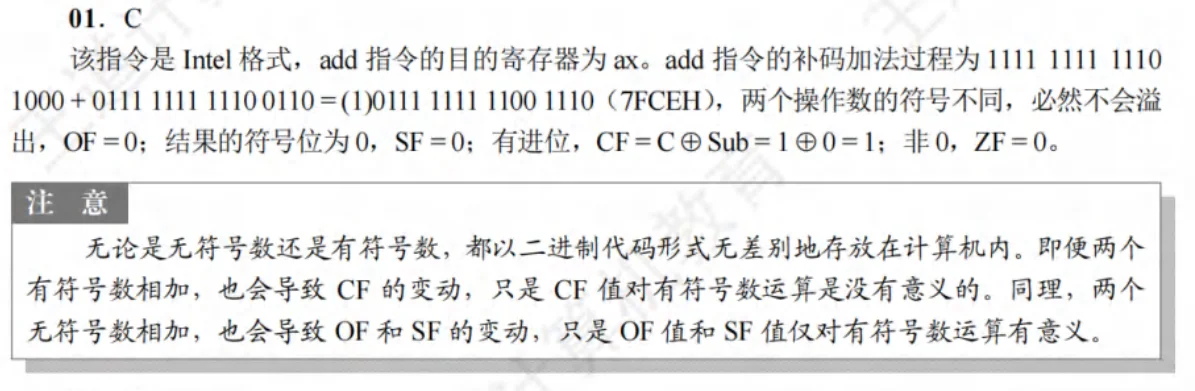 01. C
该指令是 Intel 格式，add 指令的目的寄存器为 ax。add 指令的补码加法过程为 1111 1111 1110
1000 + 0111 1111 1110 0110 = (1)0111 1111 1100 1110（7FCEH），两个操作数的符号不同，必然不会溢
出，OF = 0；结果的符号位为 0，SF = 0；有进位，CF = C ⊕ Sub = 1 ⊕ 0 = 1；非 0，ZF = 0。
注 意
无论是无符号数还是有符号数，都以二进制代码形式无差别地存放在计算机内。即便两个
有符号数相加，也会导致 CF 的变动，只是 CF 值对有符号数运算是没有意义的。同理，两个
无符号数相加，也会导致 OF 和 SF 的变动，只是 OF 值和 SF 值仅对有符号数运算有意义。